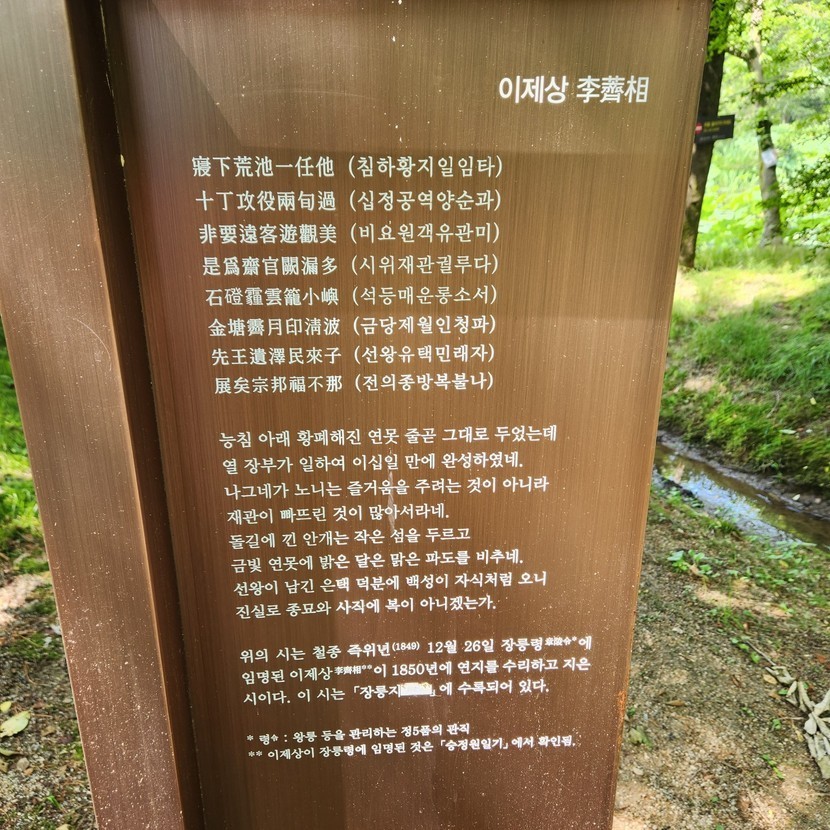 이제상 李薺相
寢下荒池一任他 (침하황지일임타)
十丁攻役兩旬過 (십정공역양순과)
非要遠客遊觀美 (비요원객유관미)
是爲齋官闕漏多 (시위재관궐루다)
石磴霾雲籠小嶼 (석등매운롱소서)
金塘霽月印淸波 (금당제월인청파)
先王遺澤民來子 (선왕유택민래자)
展矣宗邦福不那 (전의종방복불나)
능침 아래 황폐해진 연못 줄곧 그대로 두었는데
열 장부가 일하여 이십일 만에 완성하였네.
나그네가 노니는 즐거움을 주려는 것이 아니라
재관이 빠뜨린 것이 많아서라네.
돌길에 낀 안개는 작은 섬을 두르고
금빛 연못에 밝은 달은 맑은 파도를 비추네.
선왕이 남긴 은택 덕분에 백성이 자식처럼 오니
진실로 종묘와 사직에 복이 아니겠는가.
위의 시는 철종 즉위년(1849) 12월 26일 장릉령章陵令*에
임명된 이제상李薺相**이 1850년에 연지를 수리하고 지은
시이다. 이 시는 「장릉지」에 수록되어 있다.
* 령令 : 왕릉 등을 관리하는 정5품의 관직
** 이제상이 장릉령에 임명된 것은 「승정원일기」에서 확인됨.